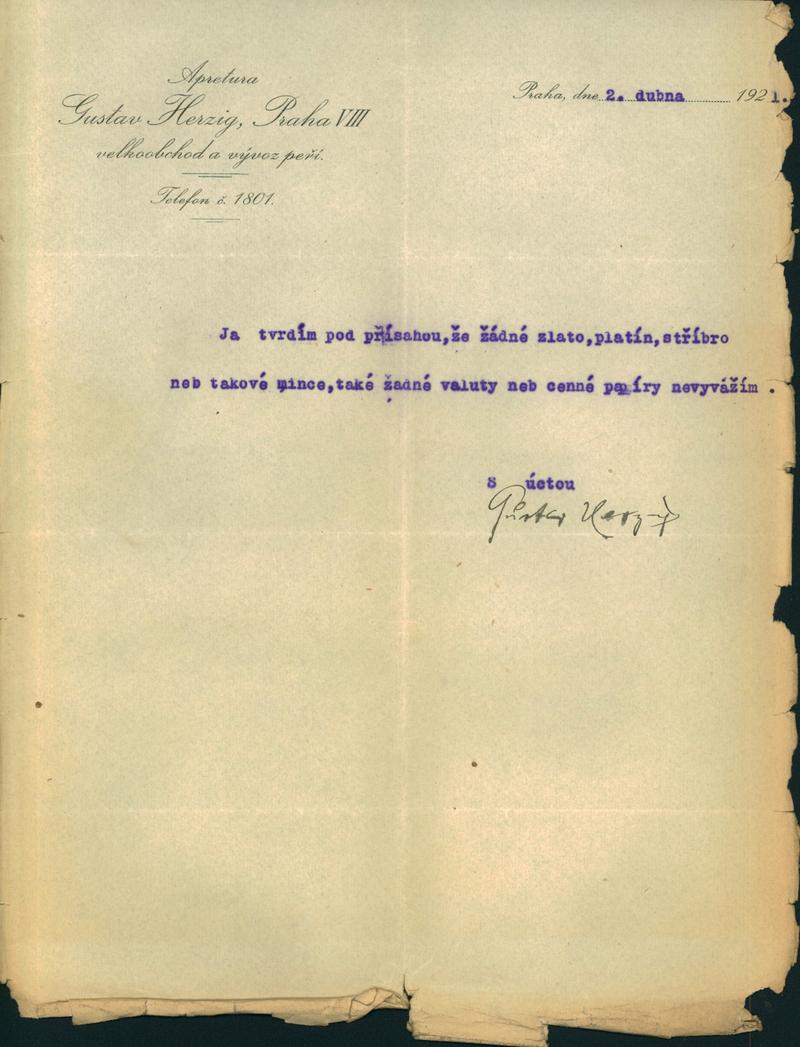 Apretura
Gustav Herzig, Praha VIII
velkoobchod a vývoz peří.
Telefon č. 1801.
Praha, dne 2. dubna 1921.
Ja tvrdím pod přísahou,že žádné zlato,platín,stříbro
neb takové mince,také žadné valuty neb cenné papíry nevyvážím .
S úctou
Gustav Herzig